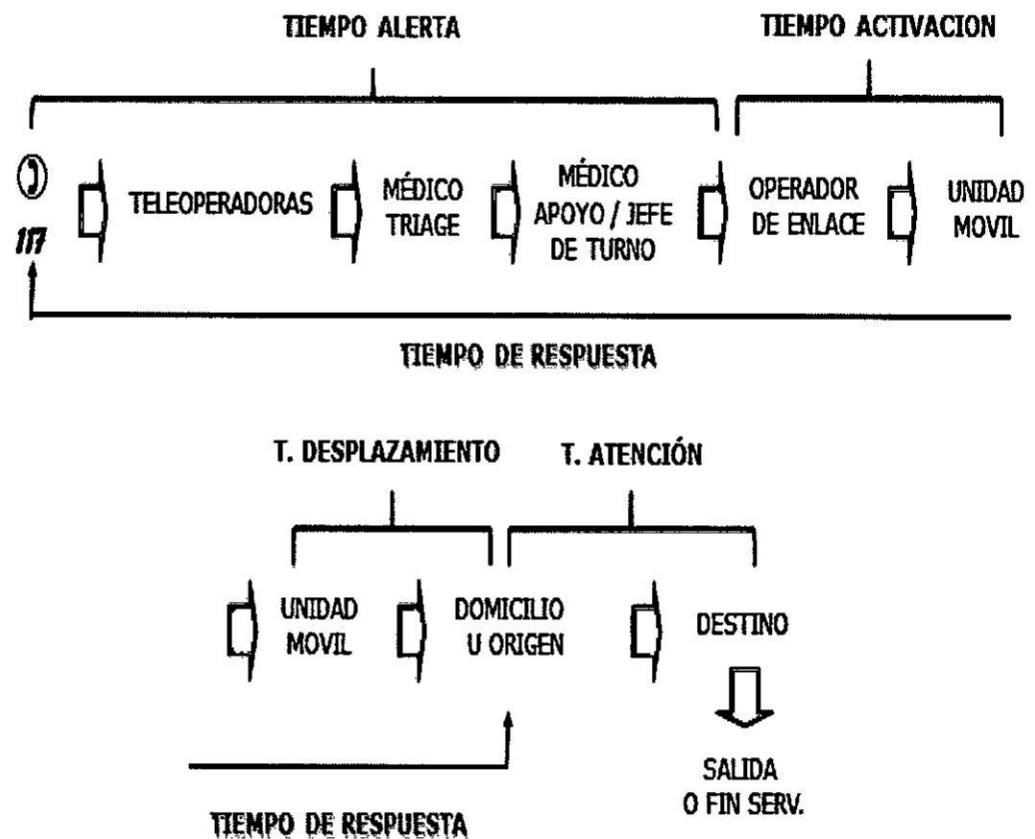 TIEMPO ALERTA
TIEMPO ACTIVACION
117
TELEOPERADORAS
MÉDICO
TRIAGE
MÉDICO
APOYO / JEFE
DE TURNO
OPERADOR
DE ENLACE
UNIDAD
MOVIL
TIEMPO DE RESPUESTA
T. DESPLAZAMIENTO
T. ATENCIÓN
UNIDAD
MOVIL
DOMICILIO
U ORIGEN
DESTINO
SALIDA
O FIN SERV.
TIEMPO DE RESPUESTA